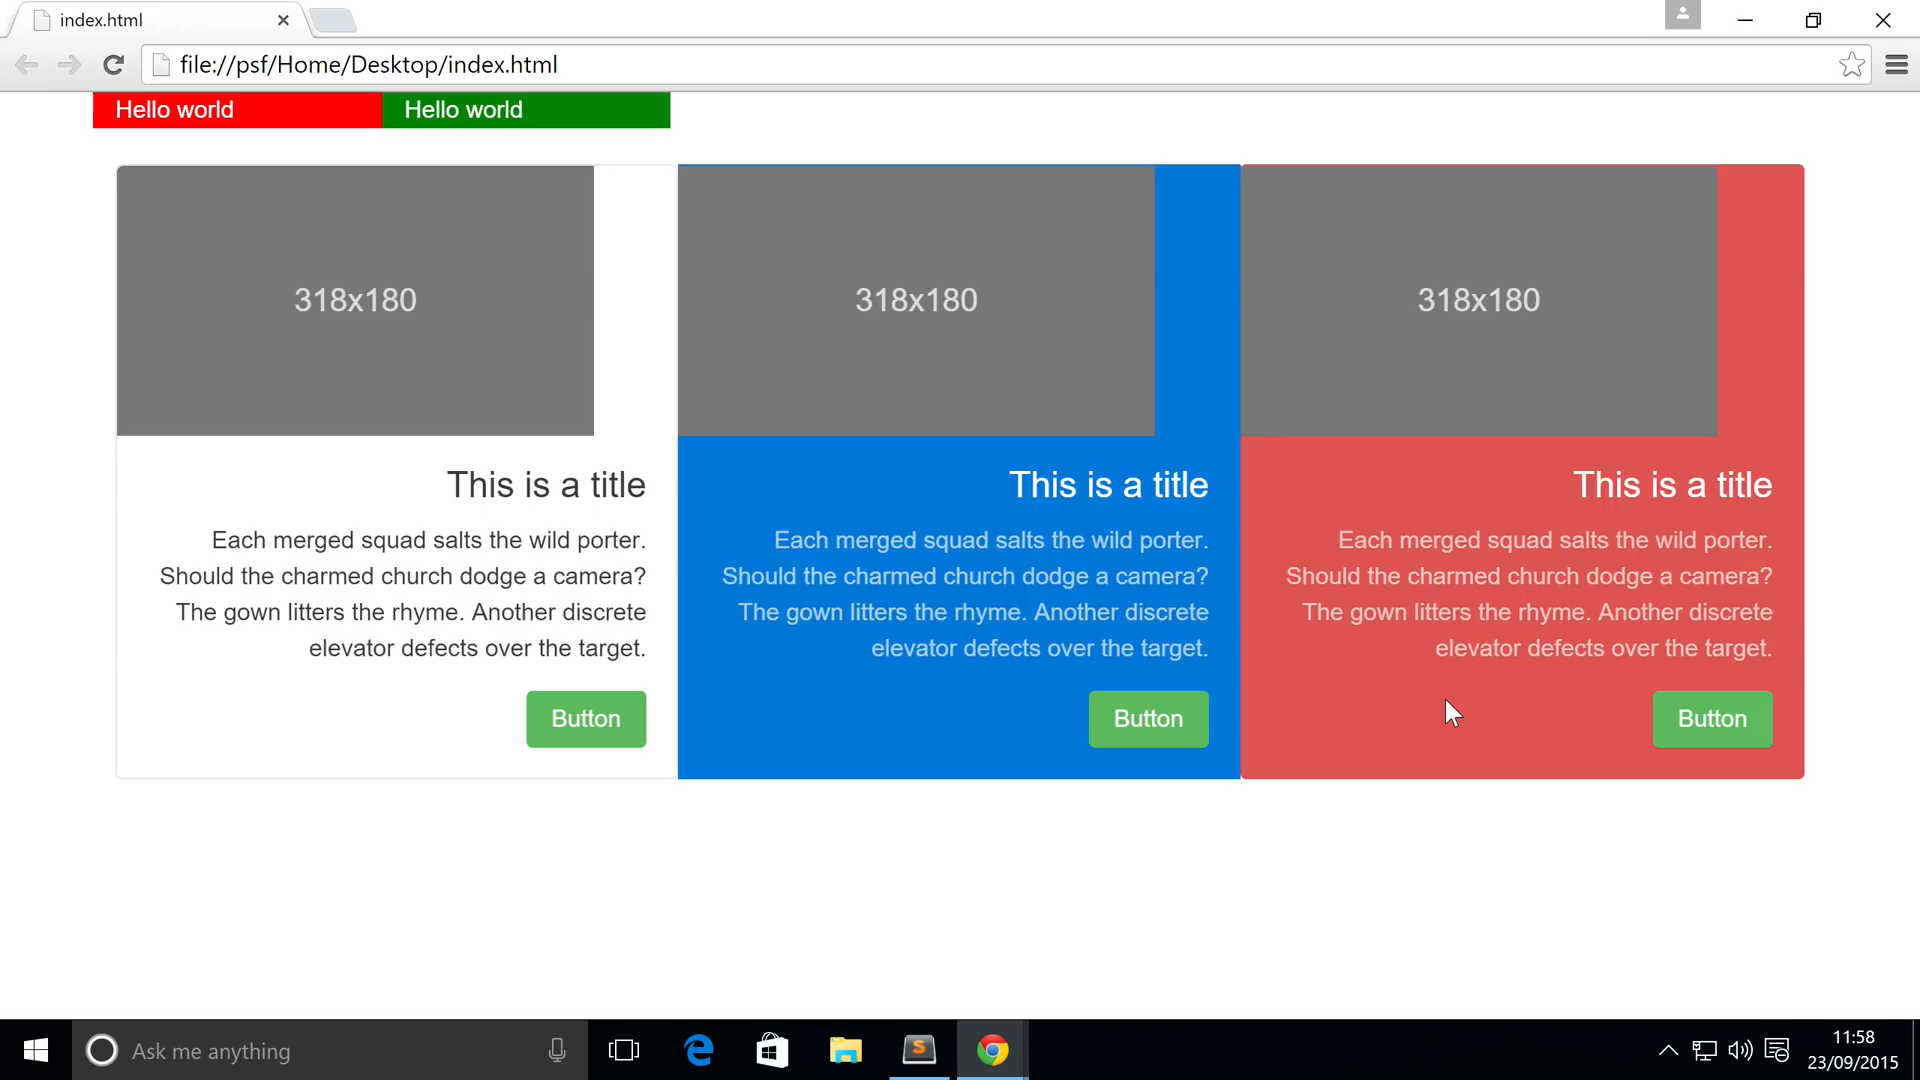 index.html
file://psf/Home/Desktop/index.html
Hello world
Hello world
318x180
This is a title
Each merged squad salts the wild porter.
Should the charmed church dodge a camera?
The gown litters the rhyme. Another discrete
elevator defects over the target.
Button
318x180
This is a title
Each merged squad salts the wild porter.
Should the charmed church dodge a camera?
The gown litters the rhyme. Another discrete
elevator defects over the target.
Button
318x180
This is a title
Each merged squad salts the wild porter.
Should the charmed church dodge a camera?
The gown litters the rhyme. Another discrete
elevator defects over the target.
Button
Ask me anything
11:58
23/09/2015